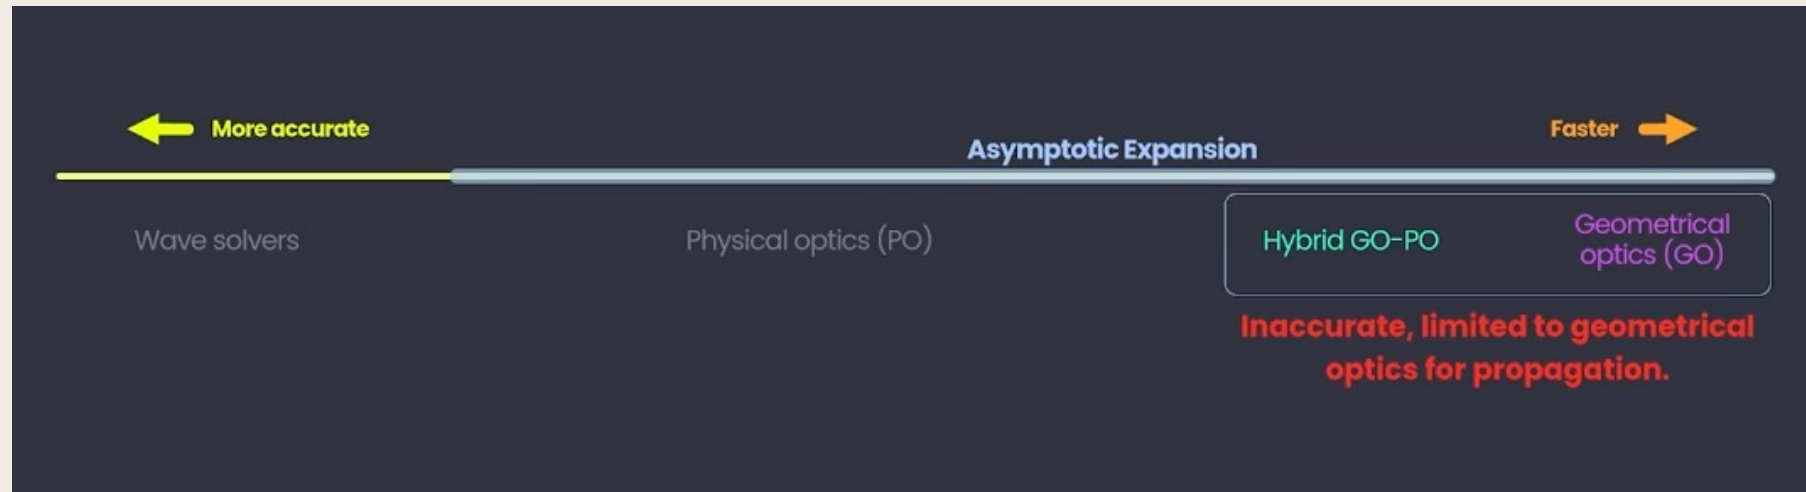 More accurate
Faster
Asymptotic Expansion
Wave solvers
Physical optics (PO)
Hybrid GO-PO
Geometrical
optics (GO)
Inaccurate, limited to geometrical
optics for propagation.